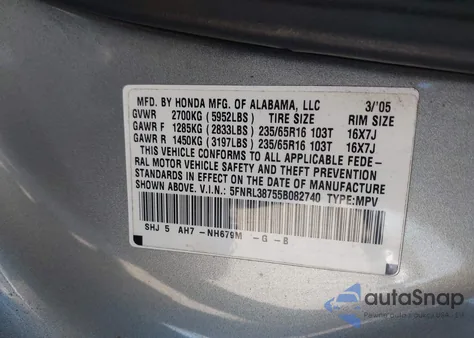 MFD. BY HONDA MFG. OF ALABAMA, LLC 3/'05
GVWR 2700KG (5952LBS) TIRE SIZE RIM SIZE
GAWR F 1285KG (2833LBS) 235/65R16 103T 16X7J
GAWR R 1450KG (3197LBS) 235/65R16 103T 16X7J
THIS VEHICLE CONFORMS TO ALL APPLICABLE FEDE-
RAL MOTOR VEHICLE SAFETY AND THEFT PREVENTION
STANDARDS IN EFFECT ON THE DATE OF MANUFACTURE
SHOWN ABOVE. V.I.N.: 5FNRL38755B082740 TYPE:MPV
SHJ 5 AH7 -NH679M -G -B
autoSnap